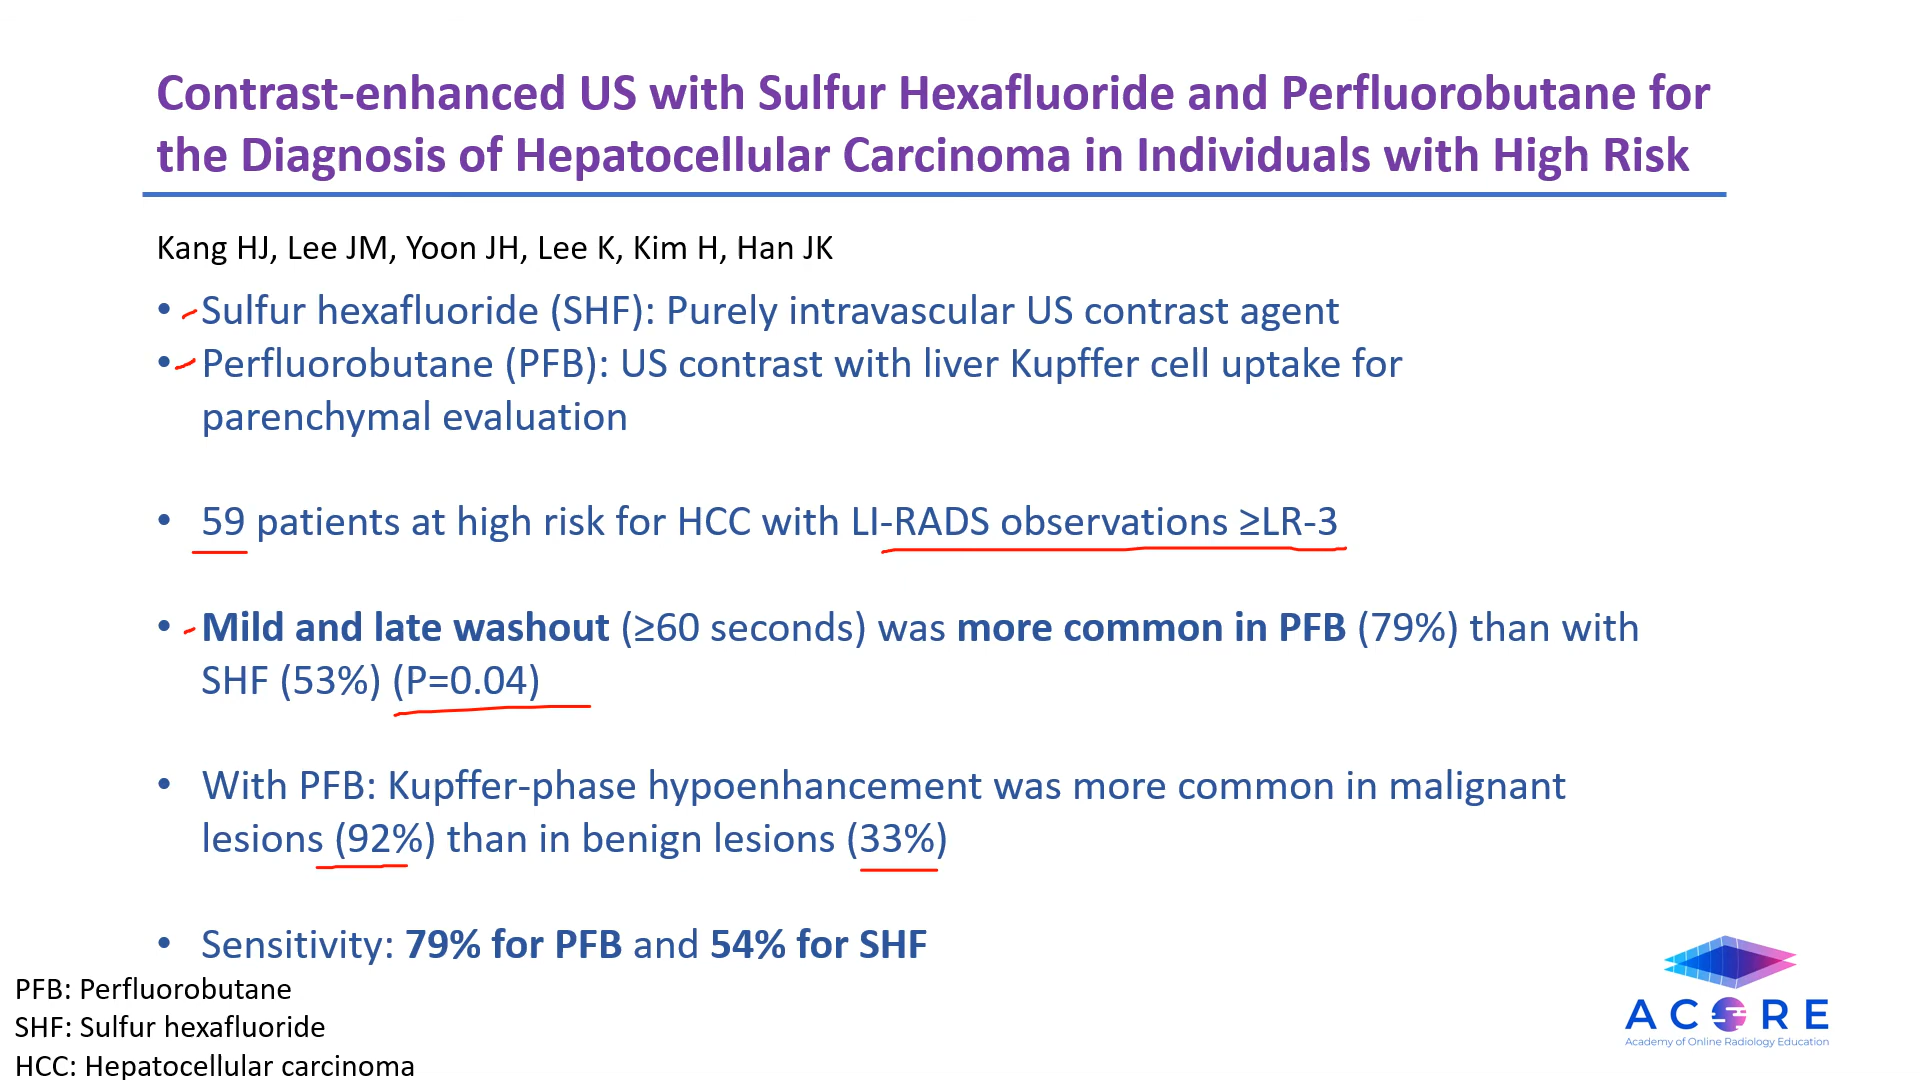 Contrast-enhanced US with Sulfur Hexafluoride and Perfluorobutane for
the Diagnosis of Hepatocellular Carcinoma in Individuals with High Risk
Kang HJ, Lee JM, Yoon JH, Lee K, Kim H, Han JK
• Sulfur hexafluoride (SHF): Purely intravascular US contrast agent
• Perfluorobutane (PFB): US contrast with liver Kupffer cell uptake for
parenchymal evaluation
• 59 patients at high risk for HCC with LI-RADS observations ≥LR-3
• Mild and late washout (≥60 seconds) was more common in PFB (79%) than with
SHF (53%) (P=0.04)
• With PFB: Kupffer-phase hypoenhancement was more common in malignant
lesions (92%) than in benign lesions (33%)
• Sensitivity: 79% for PFB and 54% for SHF
PFB: Perfluorobutane
SHF: Sulfur hexafluoride
HCC: Hepatocellular carcinoma
ACORE
Academy of Online Radiology Education